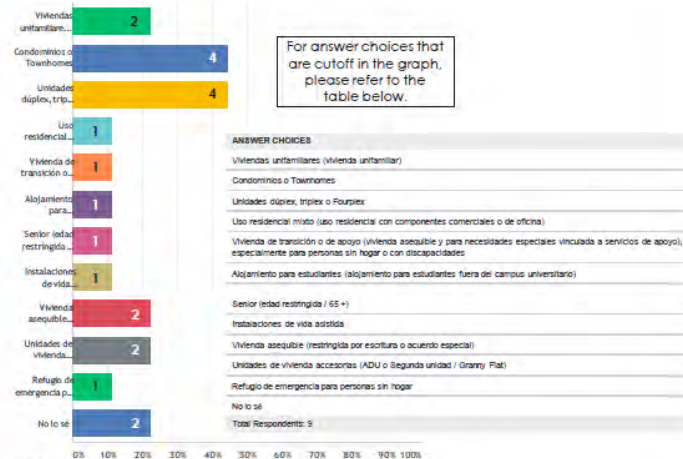 Viviendas
unifamiliare...
2
Condominios o
Townhomes
4
Unidades
dúplex, trip...
4
Uso
residencial...
1
Vivienda de
transición o...
1
Alojamiento
para...
1
Senior (edad
restringida...
1
Instalaciones
de vida...
1
Vivienda
asequible...
2
Unidades de
vivienda...
2
Refugio de
emergencia p...
1
No lo sé
2
0% 10% 20% 30% 40% 50% 60% 70% 80% 90% 100%
For answer choices that
are cutoff in the graph,
please refer to the
table below.
ANSWER CHOICES
Viviendas unifamiliares (vivienda unifamiliar)
Condominios o Townhomes
Unidades dúplex, triplex o Fourplex
Uso residencial mixto (uso residencial con componentes comerciales o de oficina)
Vivienda de transición o de apoyo (vivienda asequible y para necesidades especiales vinculada a servicios de apoyo),
especialmente para personas sin hogar o con discapacidades
Alojamiento para estudiantes (alojamiento para estudiantes fuera del campus universitario)
Senior (edad restringida / 65 +)
Instalaciones de vida asistida
Vivienda asequible (restringida por escritura o acuerdo especial)
Unidades de vivienda accesorias (ADU o Segunda unidad / Granny Flat)
Refugio de emergencia para personas sin hogar
No lo sé
Total Respondents: 9